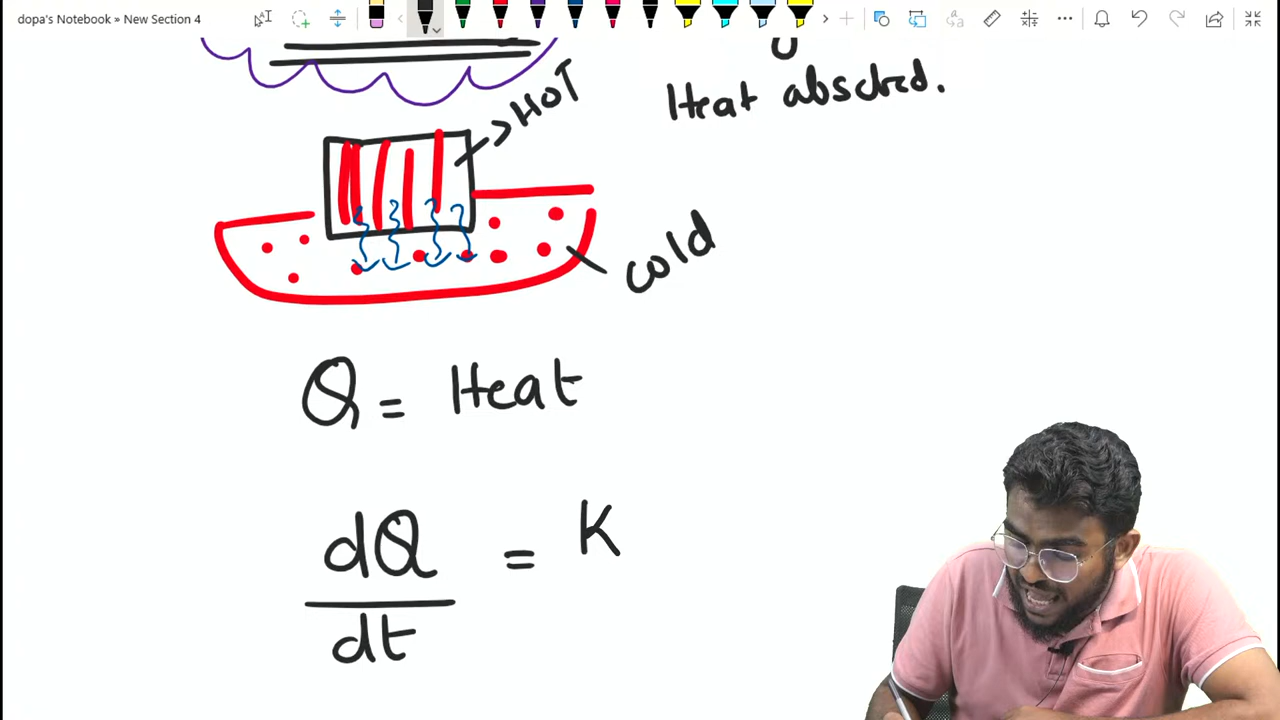 dopa's Notebook » New Section 4
Heat absorbed.
HOT
cold
Q = Heat
dQ
= K
dt